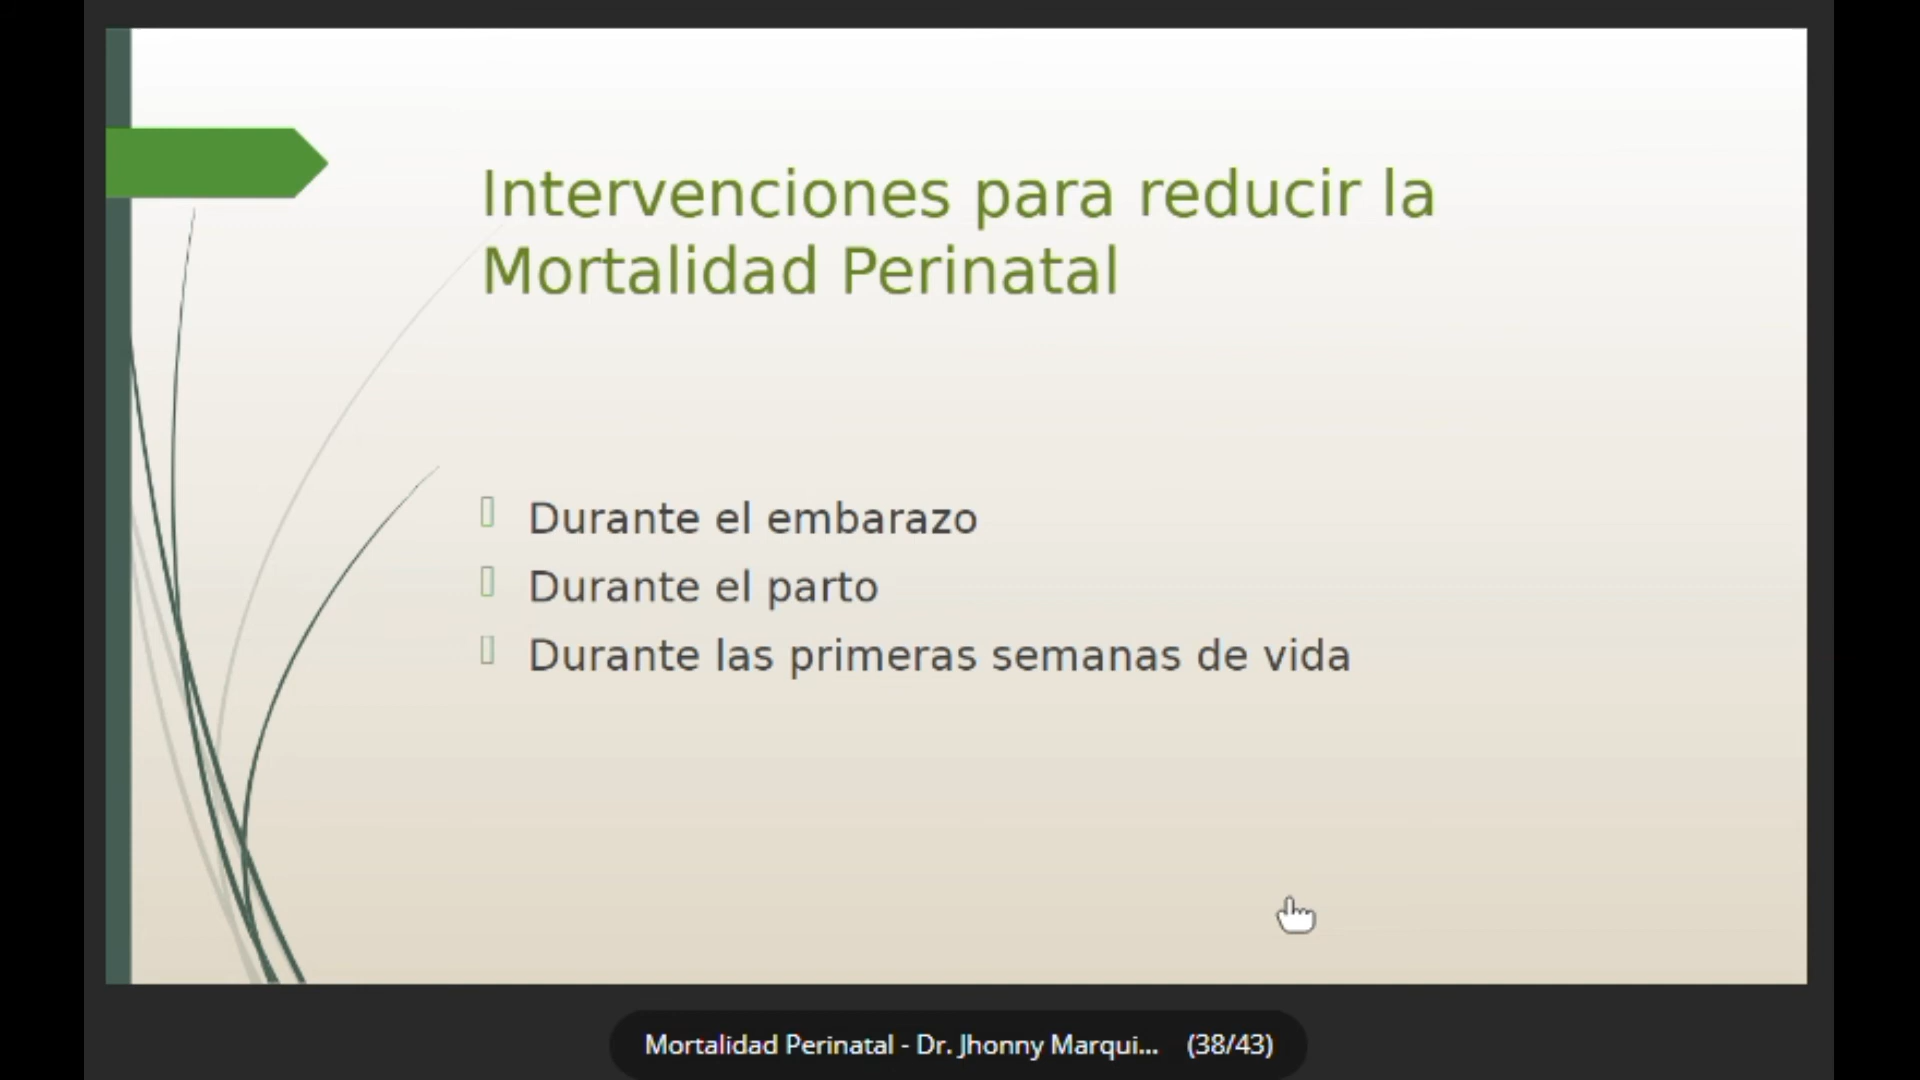 Intervenciones para reducir la
Mortalidad Perinatal
Durante el embarazo
Durante el parto
Durante las primeras semanas de vida
Mortalidad Perinatal - Dr. Jhonny Marqui... (38/43)